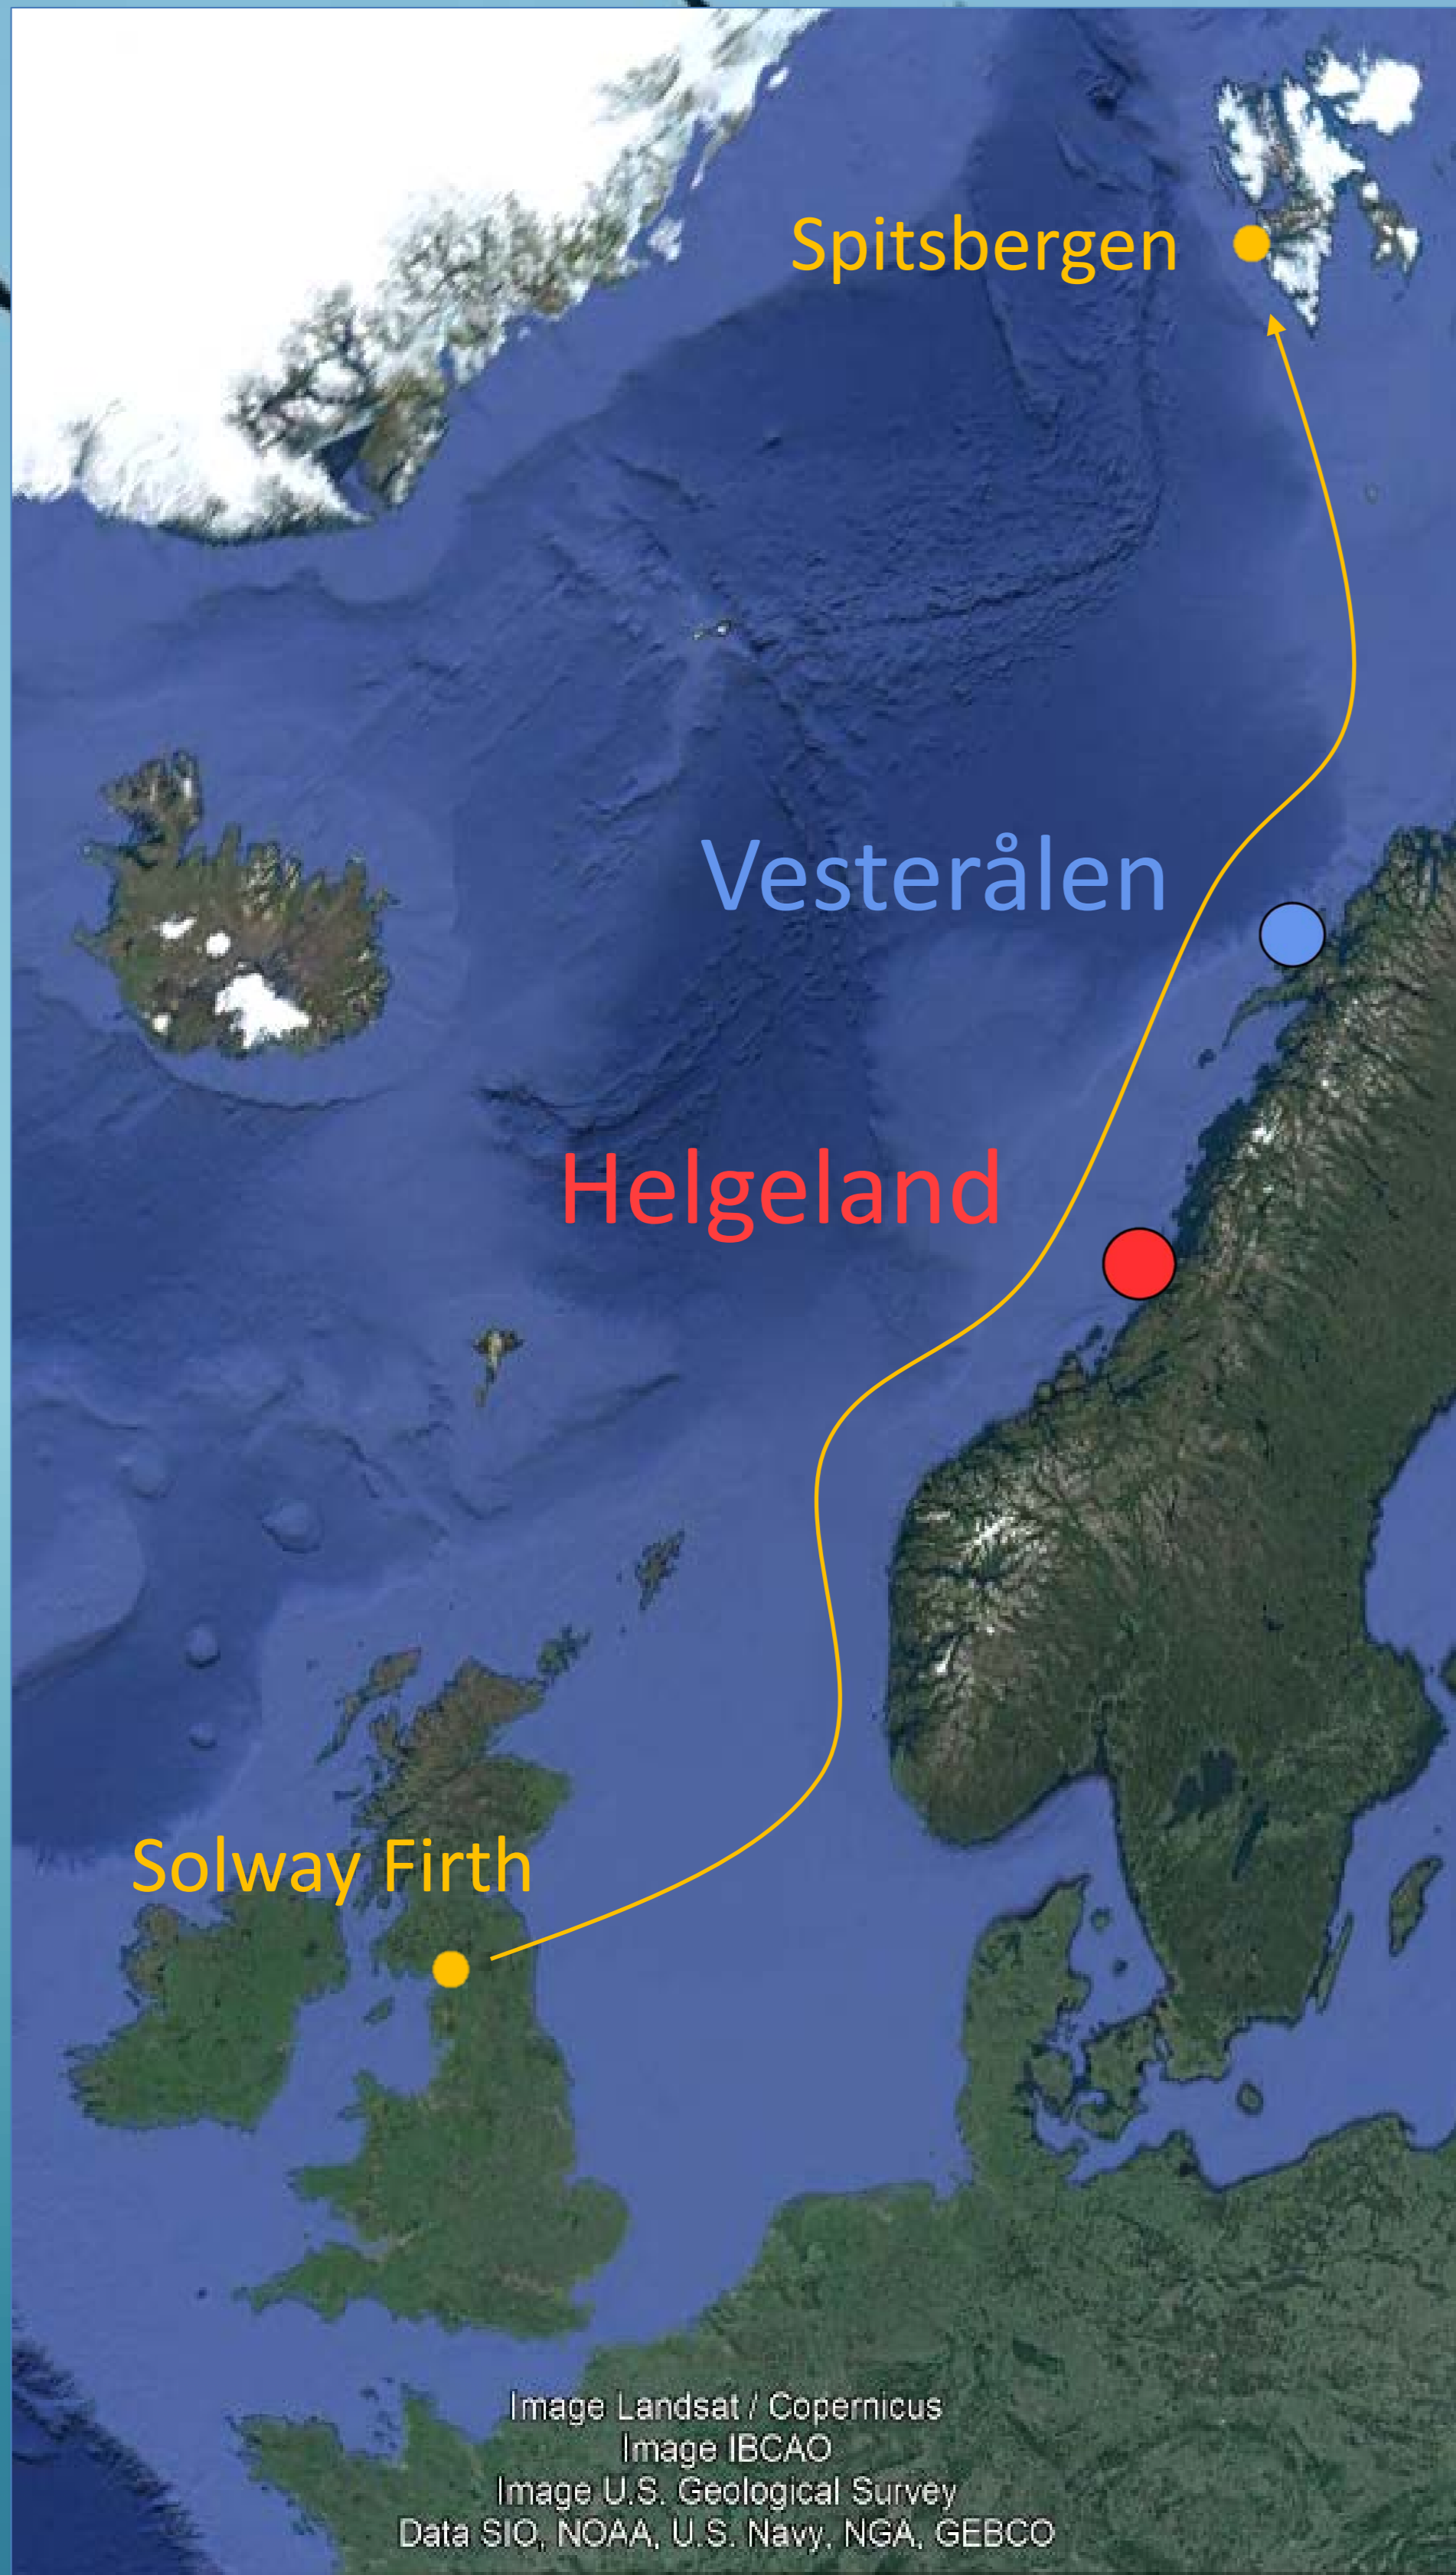 Spitsbergen
Vesterålen
Helgeland
Solway Firth
Image Landsat / Copernicus
Image IBCAO
Image U.S. Geological Survey
Data SIO, NOAA, U.S. Navy, NGA, GEBCO